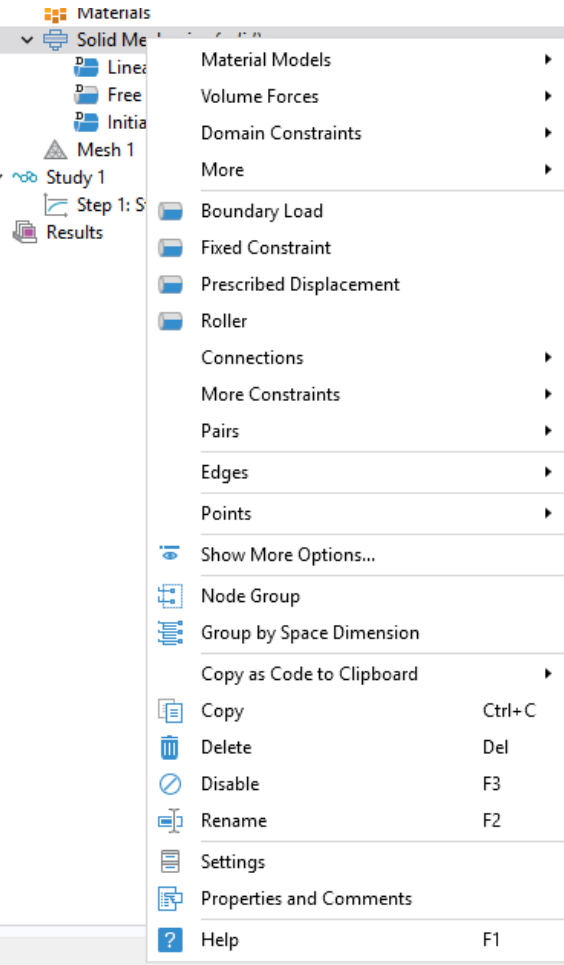 Materials
Solid Me
Linea
Free
Initia
Mesh 1
Study 1
Step 1: S
Results
Material Models
Volume Forces
Domain Constraints
More
Boundary Load
Fixed Constraint
Prescribed Displacement
Roller
Connections
More Constraints
Pairs
Edges
Points
Show More Options...
Node Group
Group by Space Dimension
Copy as Code to Clipboard
Copy Ctrl+C
Delete Del
Disable F3
Rename F2
Settings
Properties and Comments
Help F1